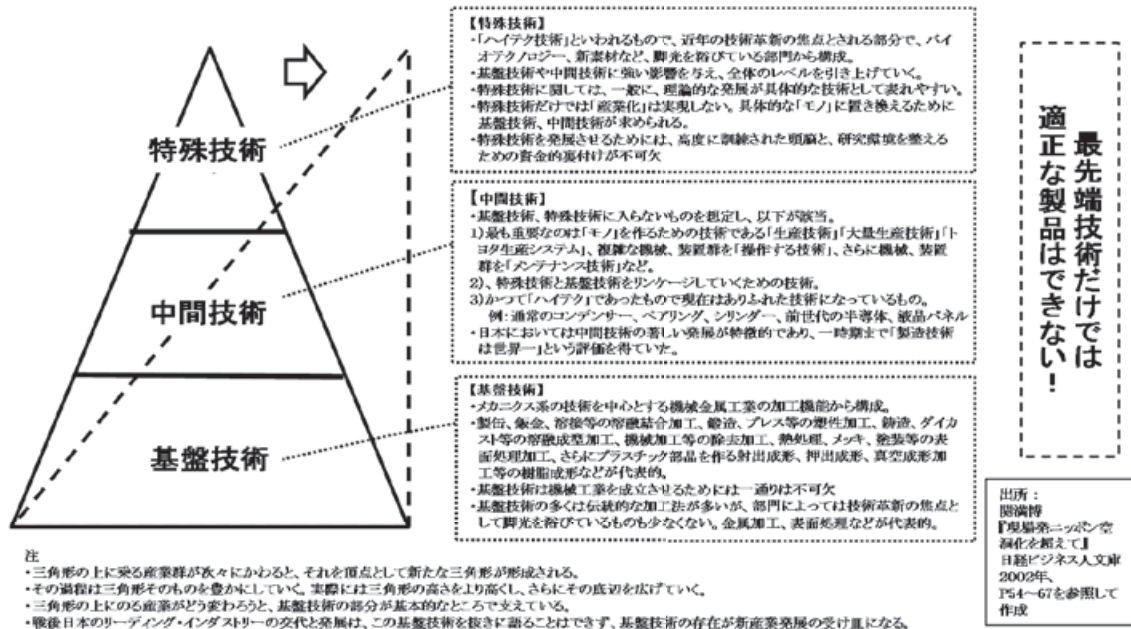 特殊技術
中間技術
基盤技術
【特殊技術】
・「ハイテク技術」といわれるもので、近年の技術革新の焦点とされる部分で、バイ
オテクノロジー、新素材など、脚光を浴びている部門から構成。
・基盤技術や中間技術に強い影響を与え、全体のレベルを引き上げていく。
・特殊技術に関しては、一般に、理論的な発展が具体的な技術として表れやすい。
・特殊技術だけでは「産業化」は実現しない。具体的な「モノ」に置き換えるために
基盤技術、中間技術が求められる。
・特殊技術を発展させるためには、高度に訓練された頭脳と、研究環境を整える
ための資金的裏付けが不可欠
【中間技術】
・基盤技術、特殊技術に入らないものを想定し、以下が該当。
1)最も重要なのは「モノ」を作るための技術である「生産技術」「大量生産技術」「ト
ヨタ生産システム」、複雑な機械、装置群を「操作する技術」、さらに機械、装置
群を「メンテナンス技術」など。
2)、特殊技術と基盤技術をリンケージしていくための技術。
3)かつて「ハイテク」であったもので現在はありふれた技術になっているもの。
例:通常のコンデンサー、ベアリング、シリンダー、前世代の半導体、液晶パネル
・日本においては中間技術の著しい発展が特徴的であり、一時期まで「製造技術
は世界一」という評価を得ていた。
【基盤技術】
・メカニクス系の技術を中心とする機械金属工業の加工機能から構成。
・製缶、鈑金、溶接等の溶融結合加工、鍛造、プレス等の塑性加工、鋳造、ダイカ
スト等の溶融成型加工、機械加工等の除去加工、熱処理、メッキ、塗装等の表
面処理加工、さらにプラスチック部品を作る射出成形、押出成形、真空成形加
工等の樹脂成形などが代表的。
・基盤技術は機械工業を成立させるためには一通りは不可欠
・基盤技術の多くは伝統的な加工法が多いが、部門によっては技術革新の焦点と
して脚光を浴びているものも少なくない。金属加工、表面処理などが代表的。
最先端技術だけでは
適正な製品はできない!
出所:
関満博
『現場発ニッポン空
洞化を超えて』
日経ビジネス人文庫
2002年、
P54～67を参照して
作成
注
・三角形の上に乗る産業群が次々にかわると、それを頂点として新たな三角形が形成される。
・その過程は三角形そのものを豊かにしていく。実際には三角形の高さをより高くし、さらにその底辺を広げていく。
・三角形の上にのる産業がどう変わろうと、基盤技術の部分が基本的なところで支えている。
・戦後日本のリーディング・インダストリーの交代と発展は、この基盤技術を抜きに語ることはできず、基盤技術の存在が新産業発展の受け皿になる。